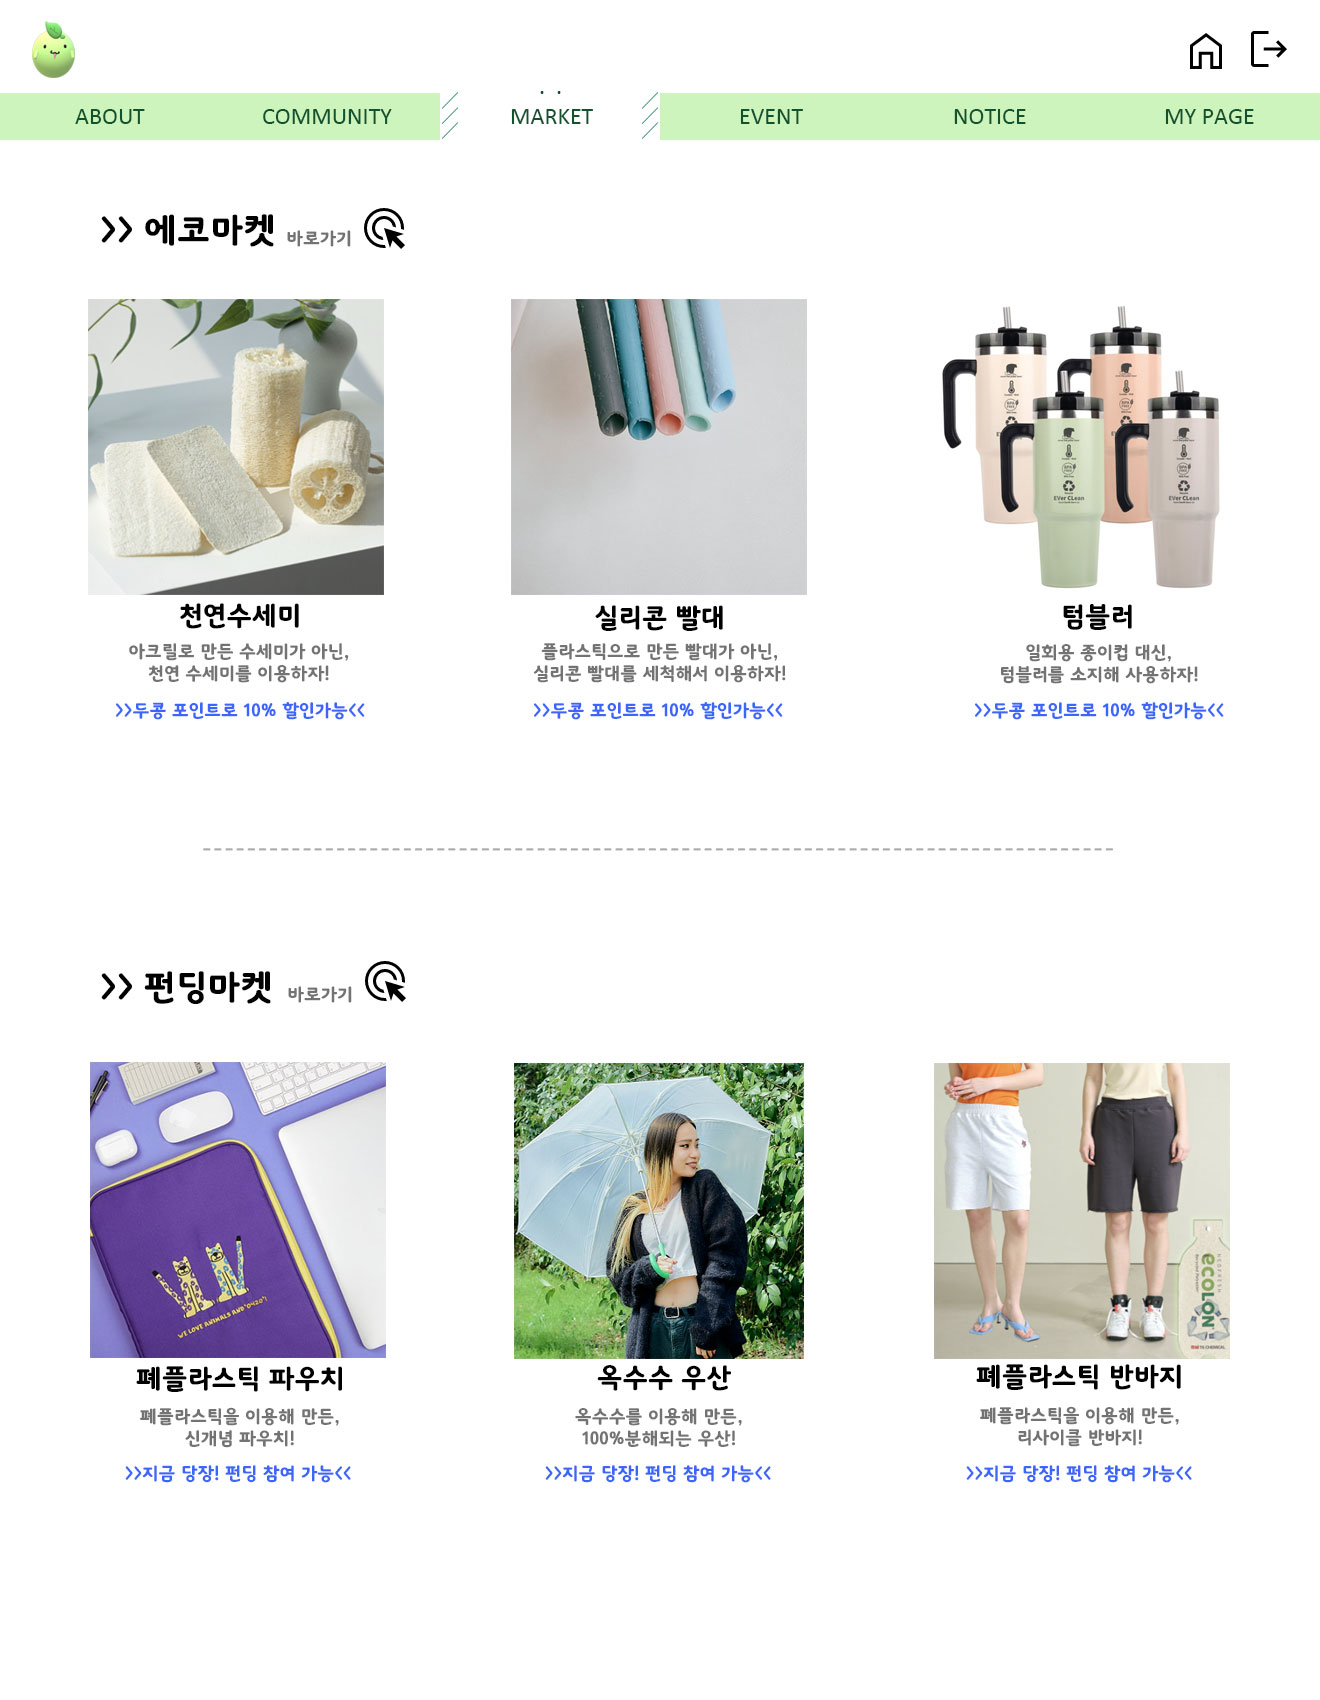 ABOUT COMMUNITY MARKET EVENT NOTICE MY PAGE
>> 에코마켓 바로가기
천연수세미
아크릴로 만든 수세미가 아닌,
천연 수세미를 이용하자!
>>두콩 포인트로 10% 할인가능<<
실리콘 빨대
플라스틱으로 만든 빨대가 아닌,
실리콘 빨대를 세척해서 이용하자!
>>두콩 포인트로 10% 할인가능<<
EVer CLean
EVer CLean
텀블러
일회용 종이컵 대신,
텀블러를 소지해 사용하자!
>>두콩 포인트로 10% 할인가능<<
>> 펀딩마켓 바로가기
WE LOVE ANIMALS AND
폐플라스틱 파우치
폐플라스틱을 이용해 만든,
신개념 파우치!
>>지금 당장! 펀딩 참여 가능<<
옥수수 우산
옥수수를 이용해 만든,
100%분해되는 우산!
>>지금 당장! 펀딩 참여 가능<<
ecOLON
폐플라스틱 반바지
폐플라스틱을 이용해 만든,
리사이클 반바지!
>>지금 당장! 펀딩 참여 가능<<